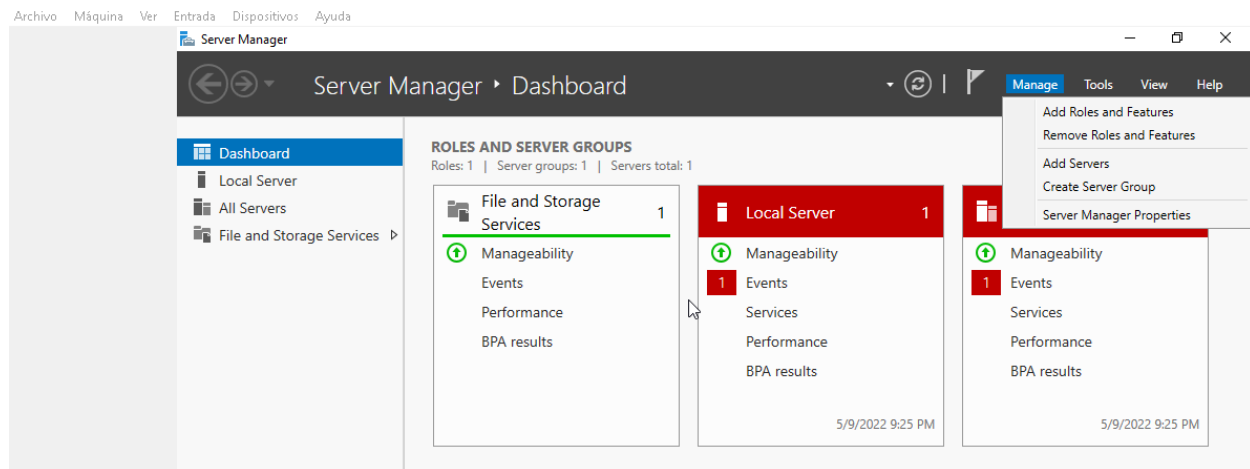 Archivo Máquina Ver Entrada Dispositivos Ayuda
Server Manager
Server Manager ‣ Dashboard
Manage Tools View Help
Add Roles and Features
Remove Roles and Features
Add Servers
Create Server Group
Server Manager Properties
Dashboard
Local Server
All Servers
File and Storage Services
ROLES AND SERVER GROUPS
Roles: 1 | Server groups: 1 | Servers total: 1
File and Storage
Services
1
Manageability
Events
Performance
BPA results
Local Server 1
Manageability
1 Events
Services
Performance
BPA results
5/9/2022 9:25 PM
Manageability
1 Events
Services
Performance
BPA results
5/9/2022 9:25 PM